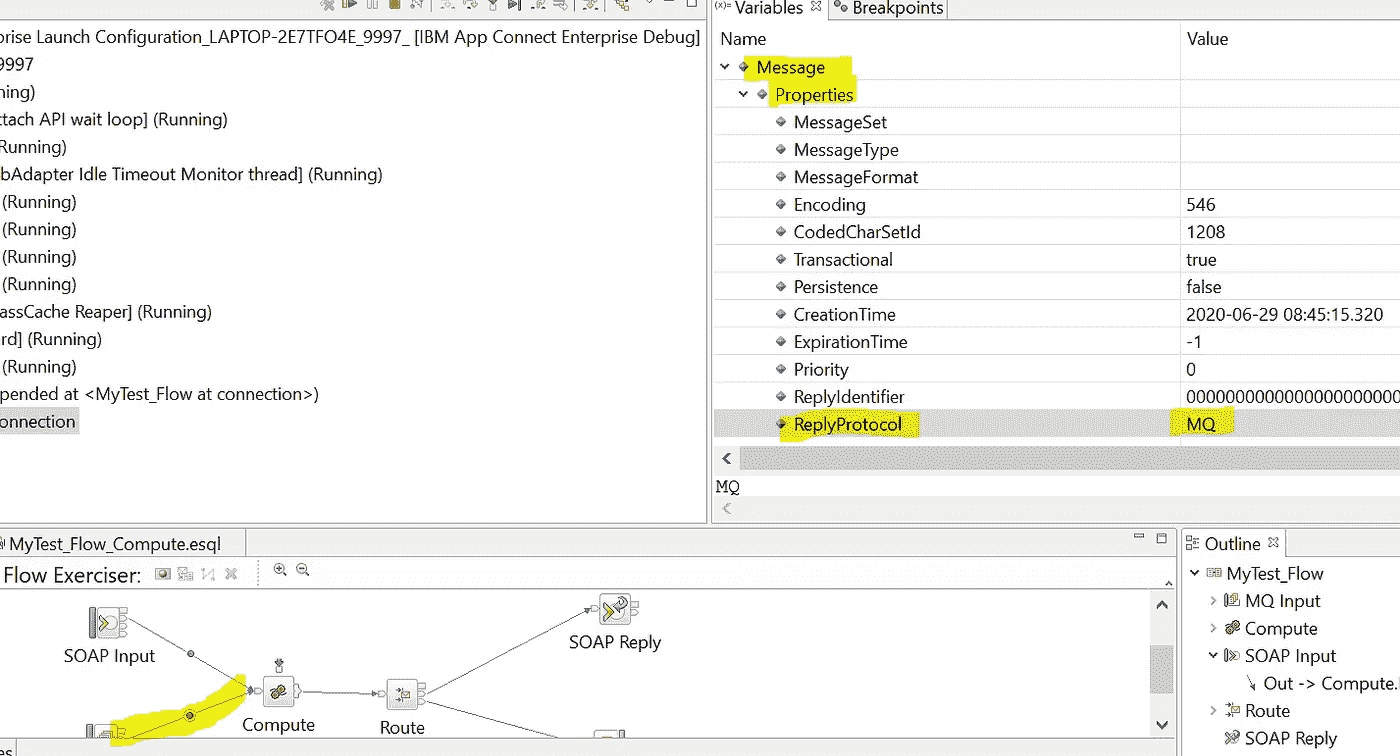 prise Launch Configuration_LAPTOP-2E7TFO4E_9997_ [IBM App Connect Enterprise Debug]
9997
ning)
ttach API wait loop] (Running)
Running)
bAdapter Idle Timeout Monitor thread] (Running)
(Running)
(Running)
(Running)
(Running)
assCache Reaper] (Running)
rd] (Running)
(Running)
pended at <MyTest_Flow at connection>)
onnection
(x)= Variables
Breakpoints
Name Value
Message
Properties
MessageSet
MessageType
MessageFormat
Encoding 546
CodedCharSetId 1208
Transactional true
Persistence false
CreationTime 2020-06-29 08:45:15.320
ExpirationTime -1
Priority 0
ReplyIdentifier 00000000000000000000
ReplyProtocol MQ
MQ
MyTest_Flow_Compute.esql
Flow Exerciser:
SOAP Input
SOAP Reply
Compute
Route
Outline
MyTest_Flow
MQ Input
Compute
SOAP Input
Out -> Compute.
Route
SOAP Reply
es